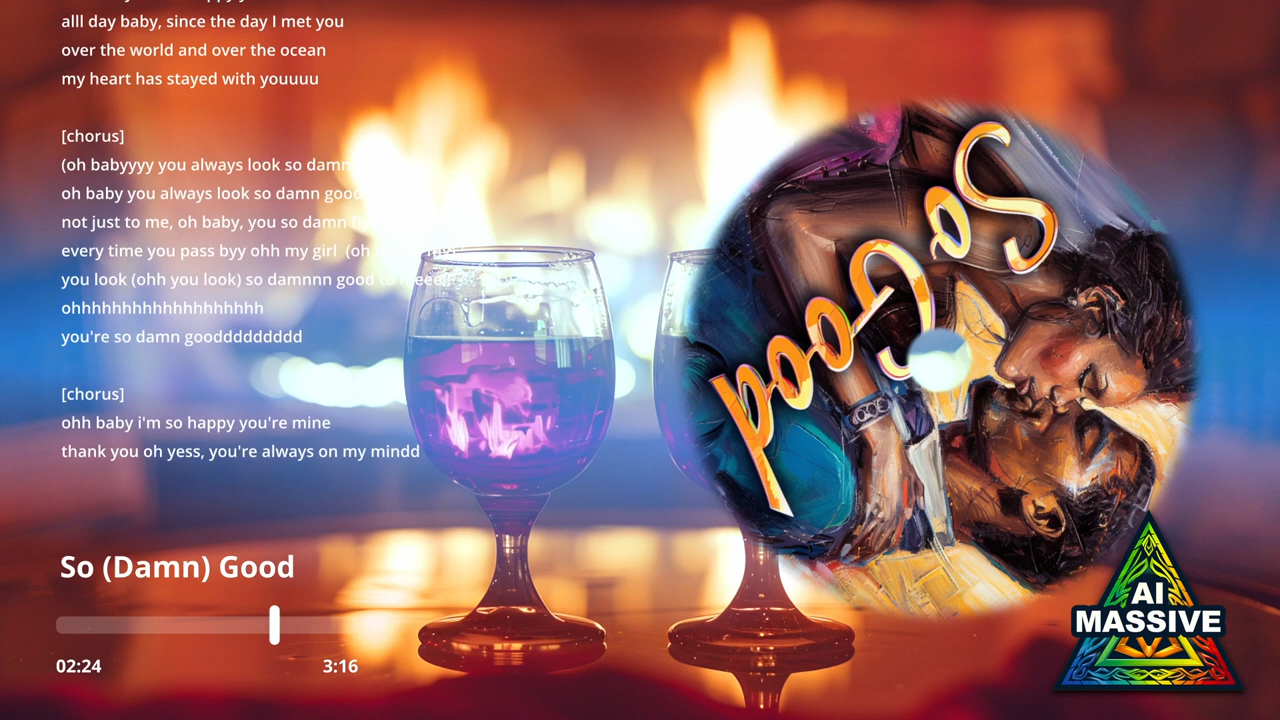 alll day baby, since the day I met you
over the world and over the ocean
my heart has stayed with youuuu
[chorus]
(oh babyyyy you always look so damn
oh baby you always look so damn good
not just to me, oh baby, you so damn
every time you pass byy ohh my girl (oh
you look (ohh you look) so damnnn good to
ohhhhhhhhhhhhhhhhhhh
you're so damn goodddddddddd
[chorus]
ohh baby i'm so happy you're mine
thank you oh yess, you're always on my mindd
So (Damn) Good
02:24 3:16
So Good
AI
MASSIVE